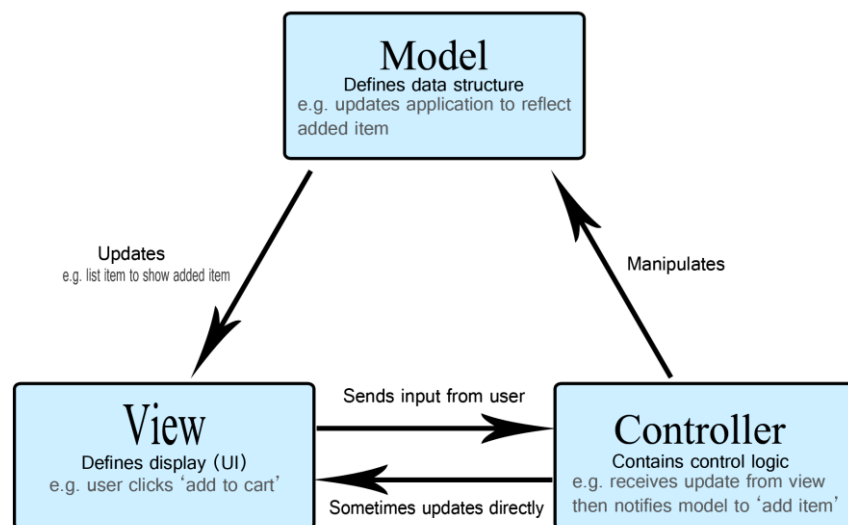 Model
Defines data structure
e.g. updates application to reflect
added item
Updates
e.g. list item to show added item
Manipulates
View
Defines display (UI)
e.g. user clicks ‘add to cart’
Sends input from user
Sometimes updates directly
Controller
Contains control logic
e.g. receives update from view
then notifies model to ‘add item’